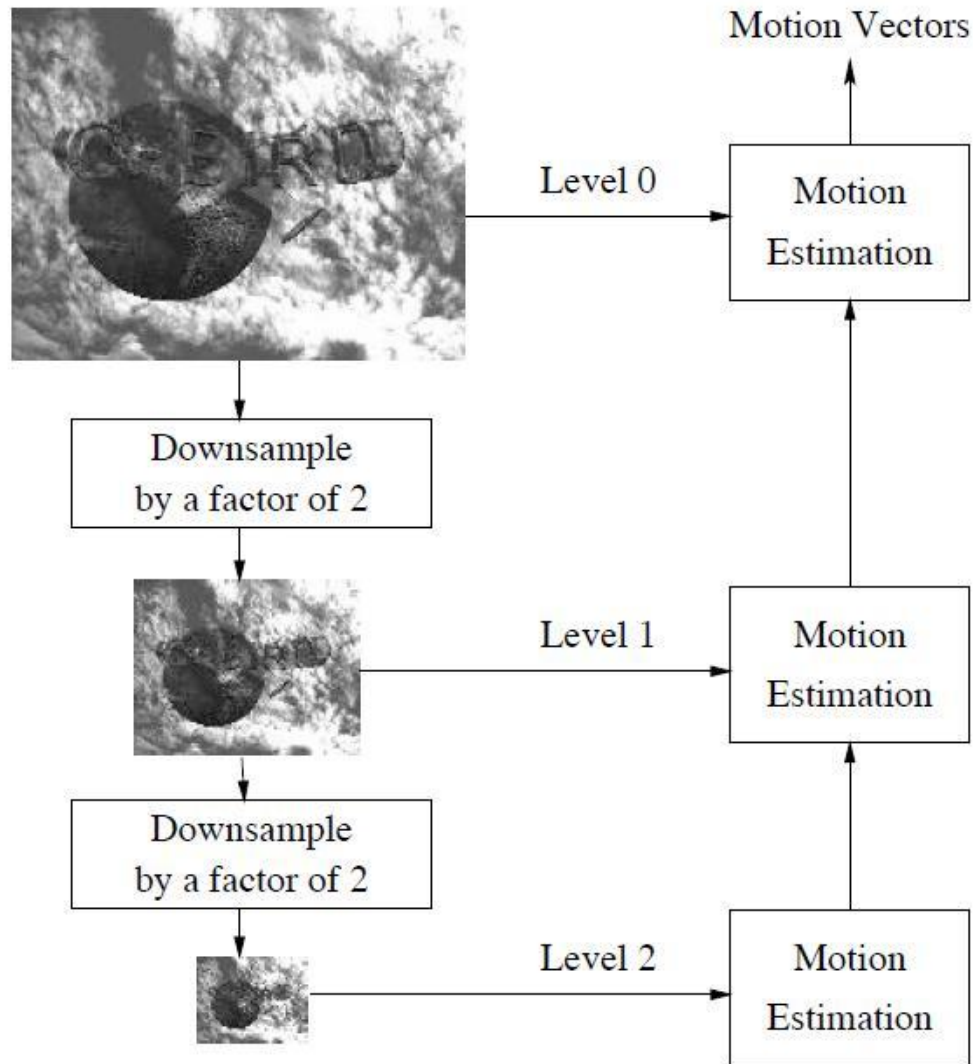 Motion Vectors
Level 0
Motion
Estimation
Downsample
by a factor of 2
Level 1
Motion
Estimation
Downsample
by a factor of 2
Level 2
Motion
Estimation